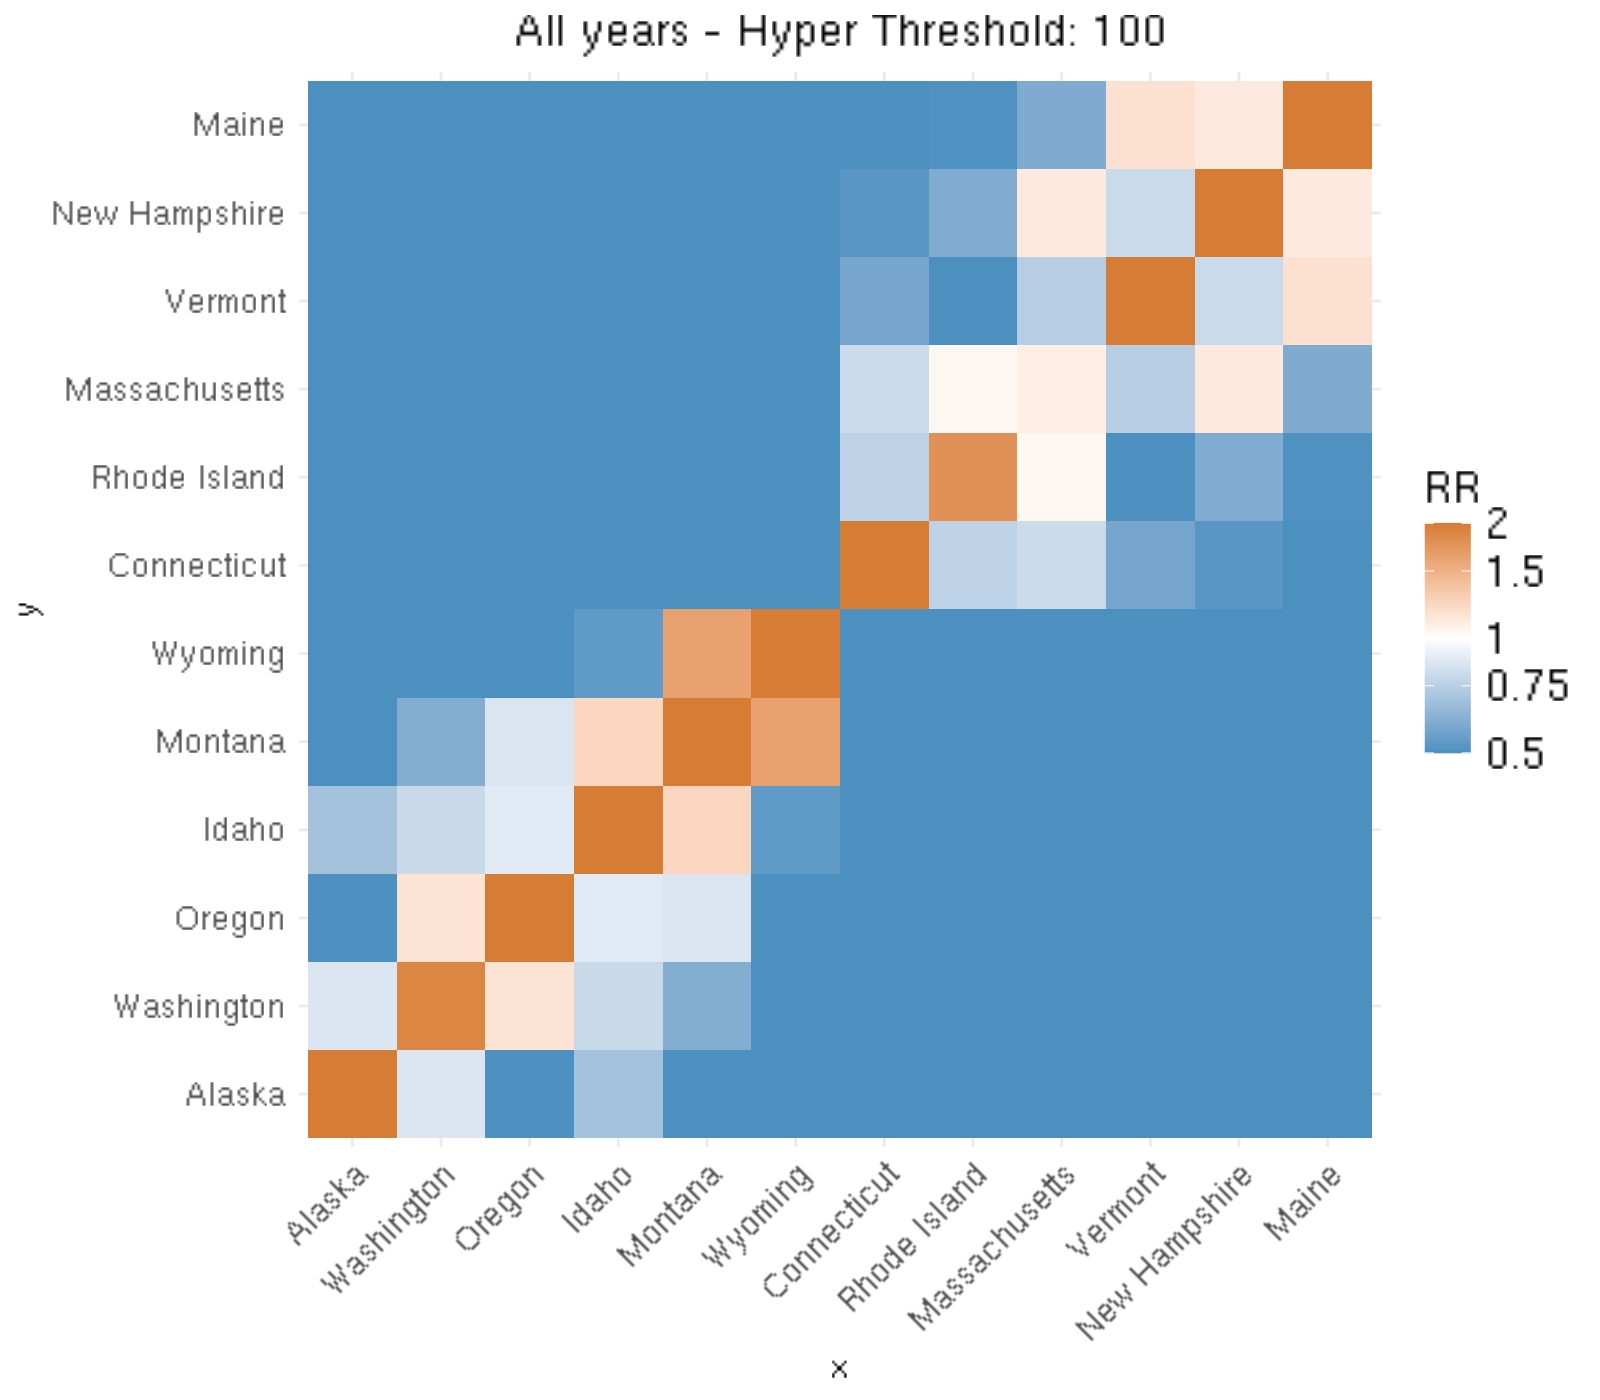 All years - Hyper Threshold: 100
Maine
New Hampshire
Vermont
Massachusetts
Rhode Island
Connecticut
Wyoming
Montana
Idaho
Oregon
Washington
Alaska
y
Alaska
Washington
Oregon
Idaho
Montana
Wyoming
Connecticut
Rhode Island
Massachusetts
Vermont
New Hampshire
Maine
x
RR
2
1.5
1
0.75
0.5